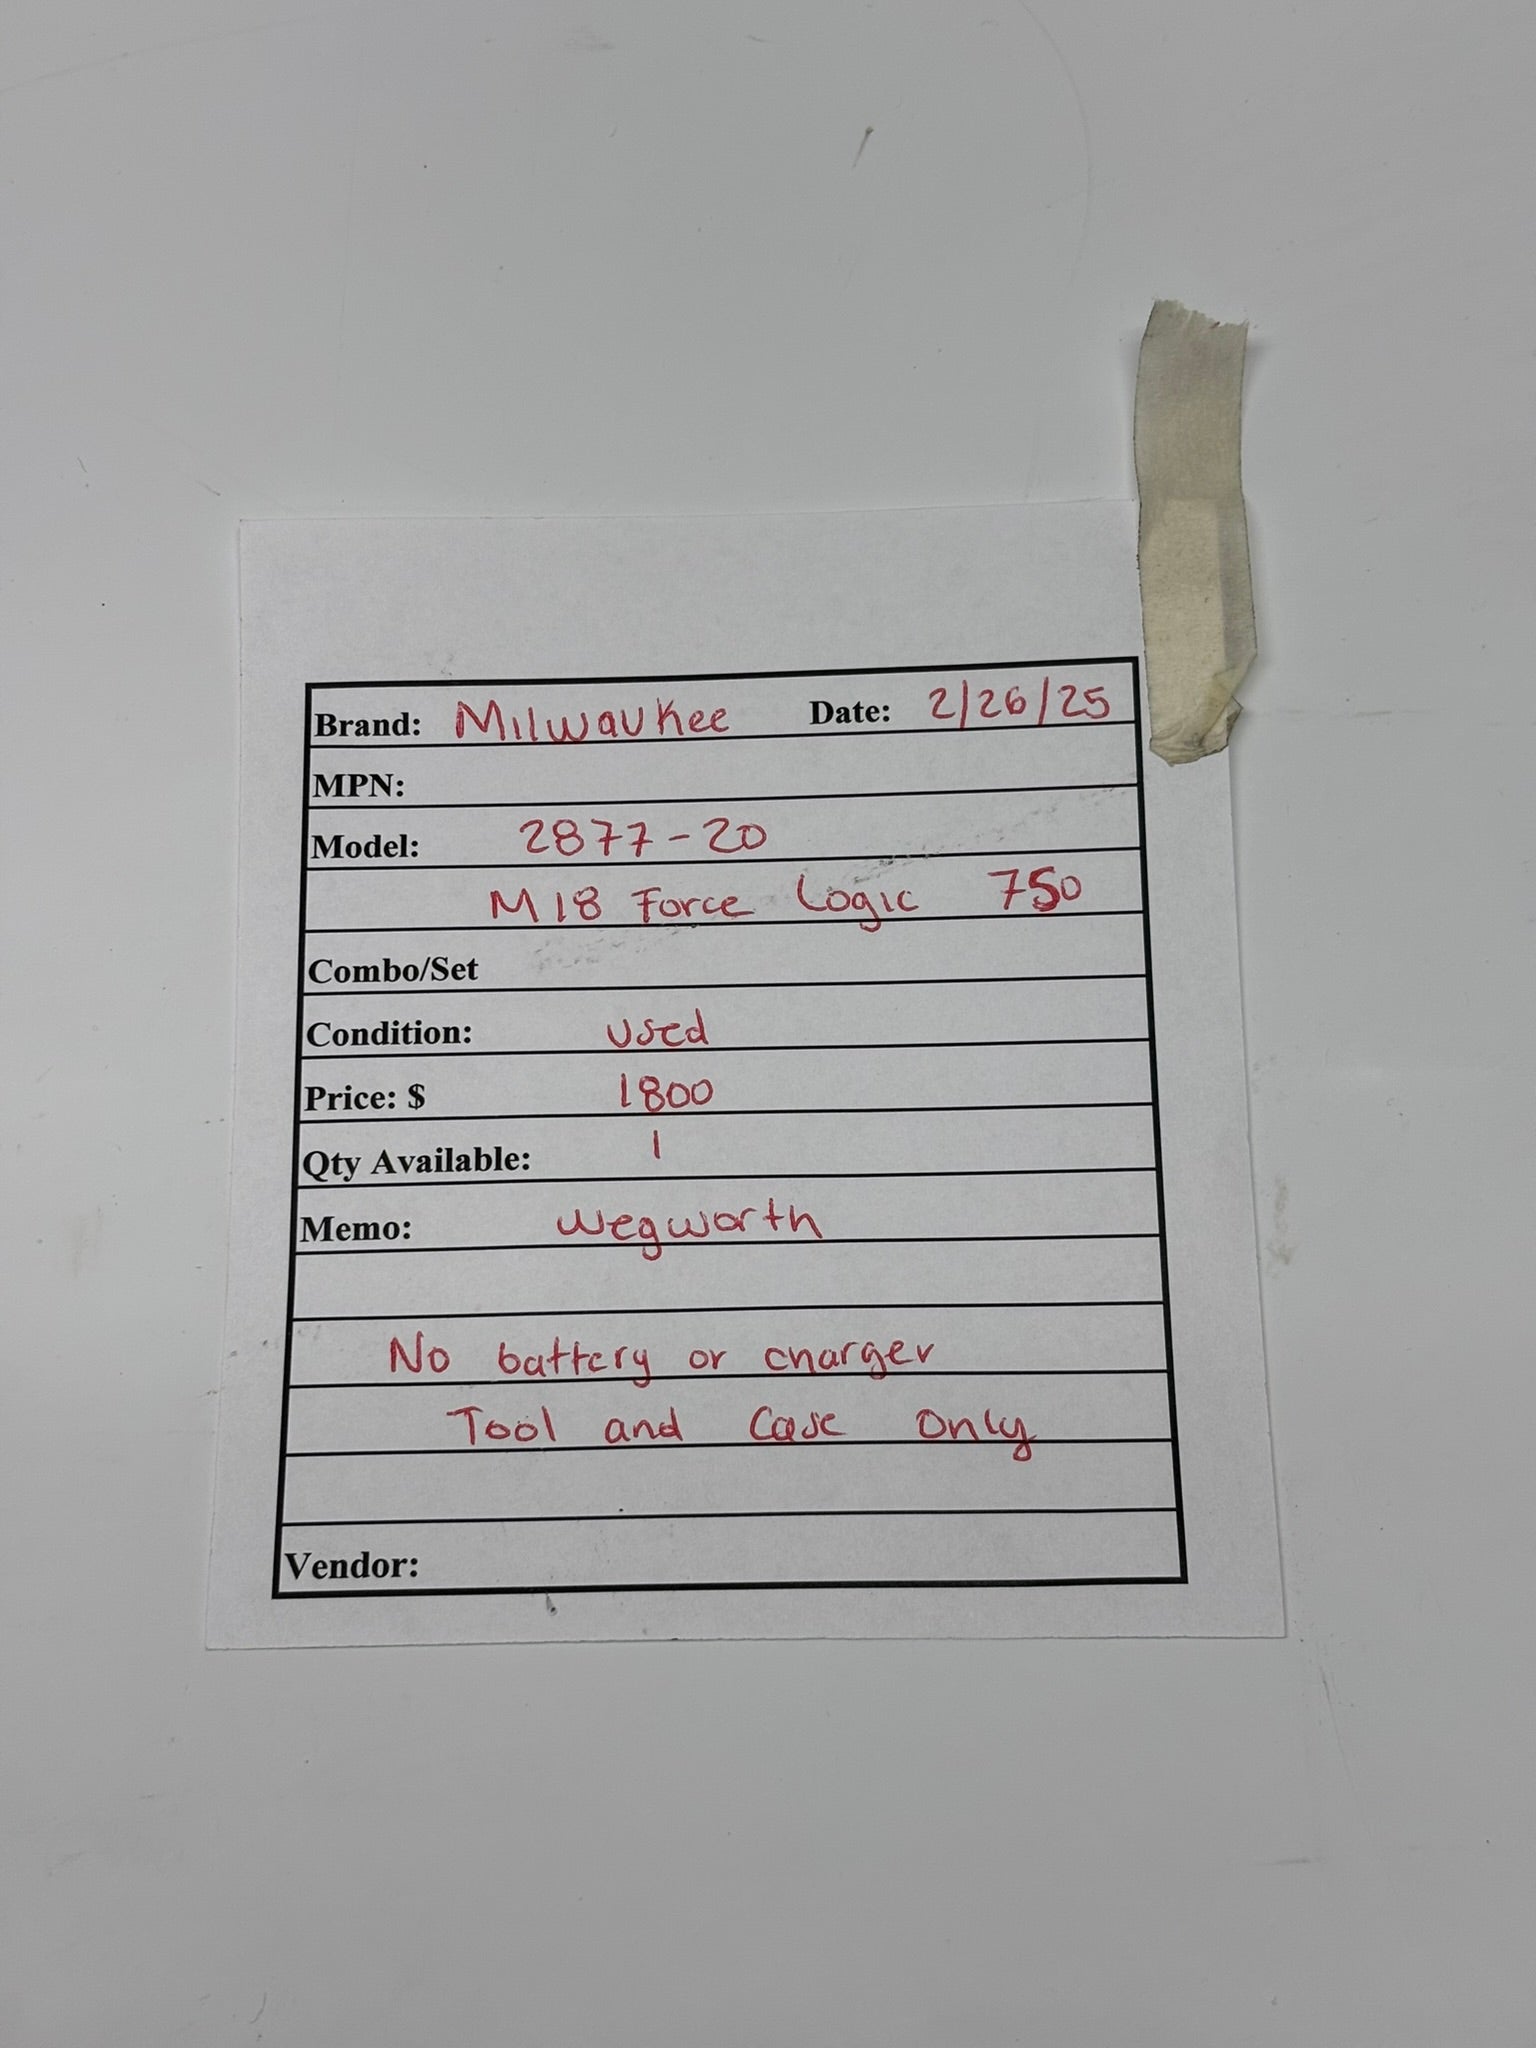 Brand: Milwaukee Date: 2/26/25
MPN:
Model: 2877-20
M18 Force Logic 750
Combo/Set
Condition: Used
Price: $ 1800
Qty Available: 1
Memo: Wegworth
No battery or charger
Tool and Case Only
Vendor: